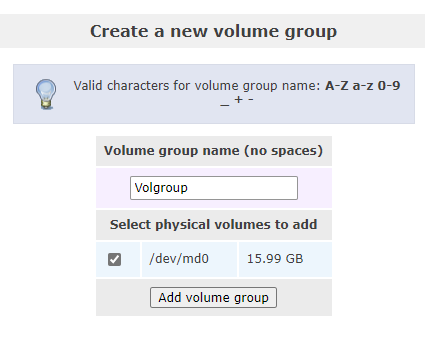 Create a new volume group
Valid characters for volume group name: A-Z a-z 0-9
_ + -
Volume group name (no spaces)
Volgroup
Select physical volumes to add
/dev/md0 15.99 GB
Add volume group